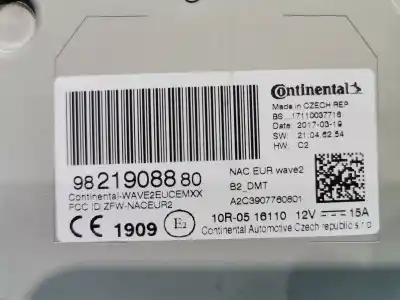 Continental
Made in CZECH REP
BS...17110037716
Date: 2017-03-19
SW: 21.04.62.54
HW: C2
98 219088 80
Continental-WAVE2EUCEMXX
FCC ID:ZFW-NACEUR2
NAC EUR wave2
B2_DMT
A2C3907760801
CE 1909
10R-05 16110 12V 15A
Continental Automotive Czech republic s.r.o